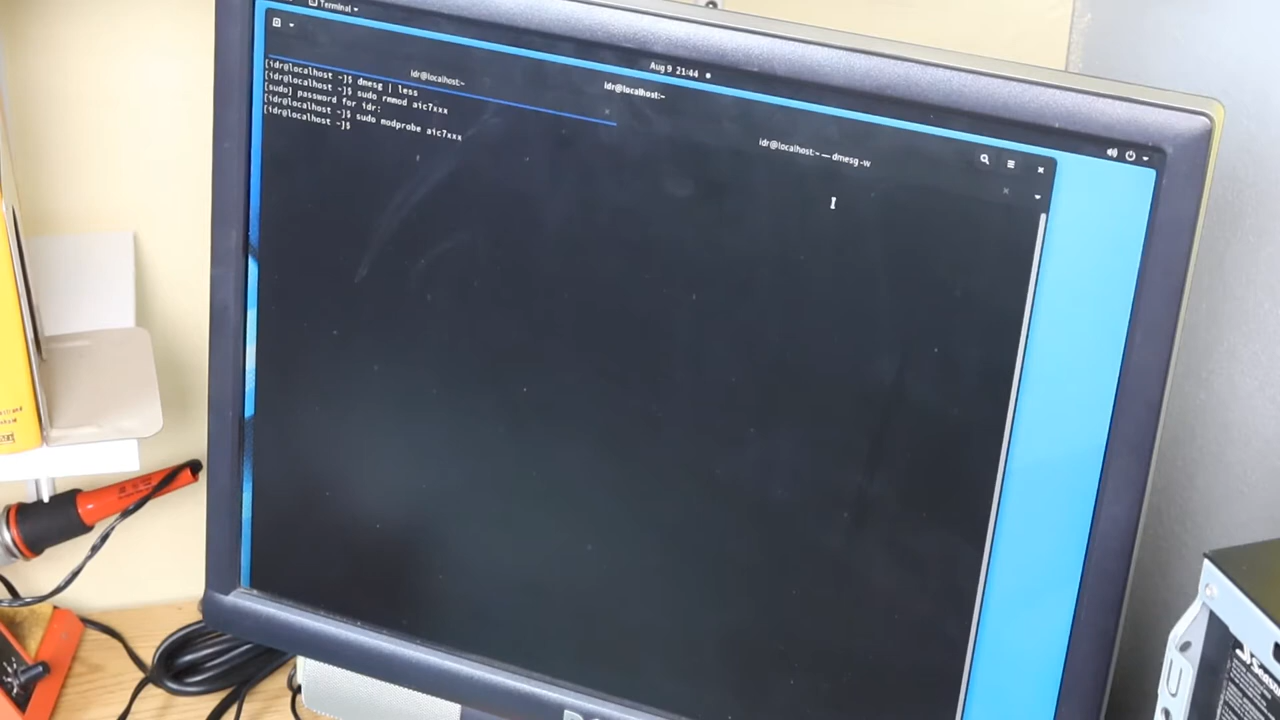 Terminal
Aug 9 21:44
idr@localhost:~
idr@localhost:~
idr@localhost:~ — dmesg -w
[idr@localhost ~]$ dmesg | less
[idr@localhost ~]$ sudo rmmod aic7xxx
[sudo] password for idr:
[idr@localhost ~]$ sudo modprobe aic7xxx
[idr@localhost ~]$